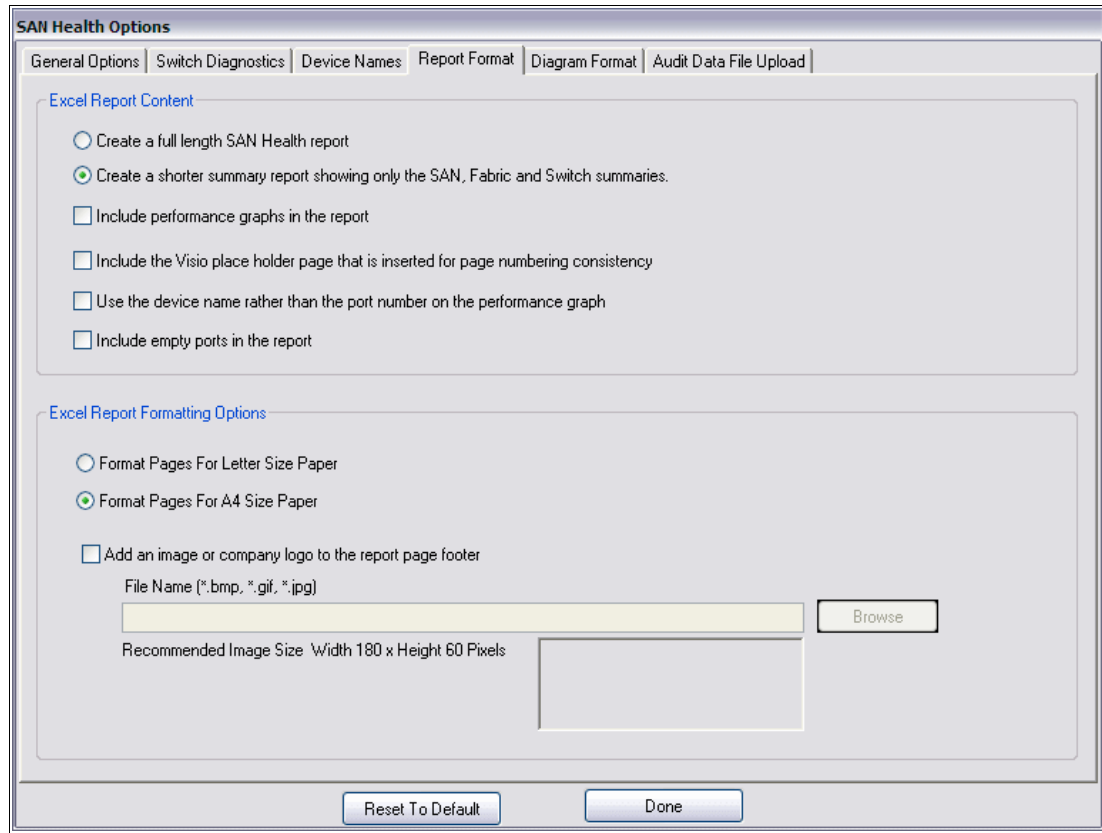 SAN Health Options
General Options
Switch Diagnostics
Device Names
Report Format
Diagram Format
Audit Data File Upload
Excel Report Content
Create a full length SAN Health report
Create a shorter summary report showing only the SAN, Fabric and Switch summaries.
Include performance graphs in the report
Include the Visio place holder page that is inserted for page numbering consistency
Use the device name rather than the port number on the performance graph
Include empty ports in the report
Excel Report Formatting Options
Format Pages For Letter Size Paper
Format Pages For A4 Size Paper
Add an image or company logo to the report page footer
File Name (*.bmp, *.gif, *.jpg)
Browse
Recommended Image Size  Width 180 x Height 60 Pixels
Reset To Default
Done